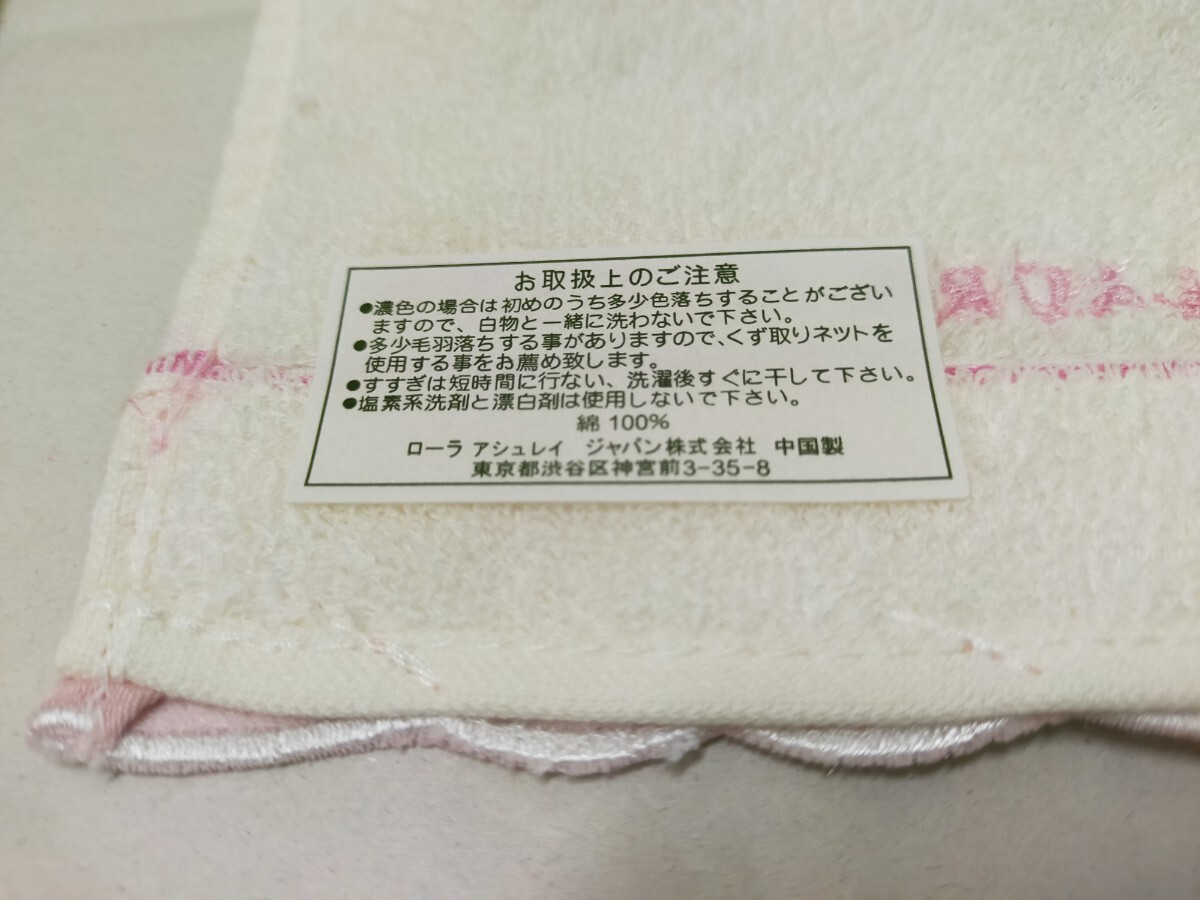 お取扱上のご注意
●濃色の場合は初めのうち多少色落ちすることがござい
ますので、白物と一緒に洗わないで下さい。
●多少毛羽落ちする事がありますので、くず取りネットを
使用する事をお薦め致します。
●すすぎは短時間に行ない、洗濯後すぐに干して下さい。
●塩素系洗剤と漂白剤は使用しないで下さい。
綿 100%
ローラ アシュレイ ジャパン株式会社 中国製
東京都渋谷区神宮前3-35-8